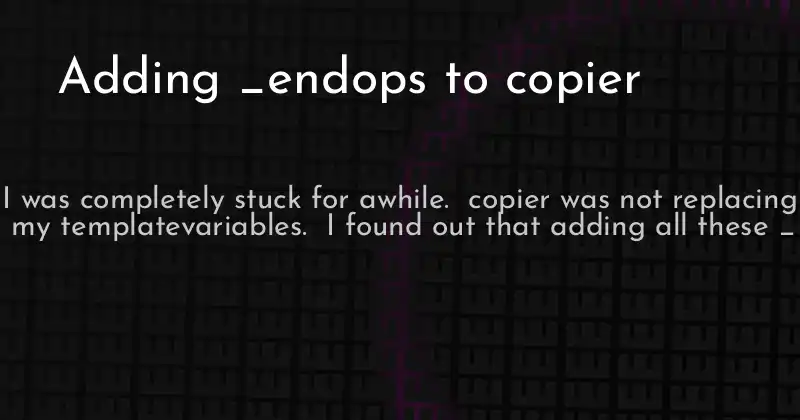 Adding _endops to copier
I was completely stuck for awhile.  copier was not replacing
my templatevariables.  I found out that adding all these _